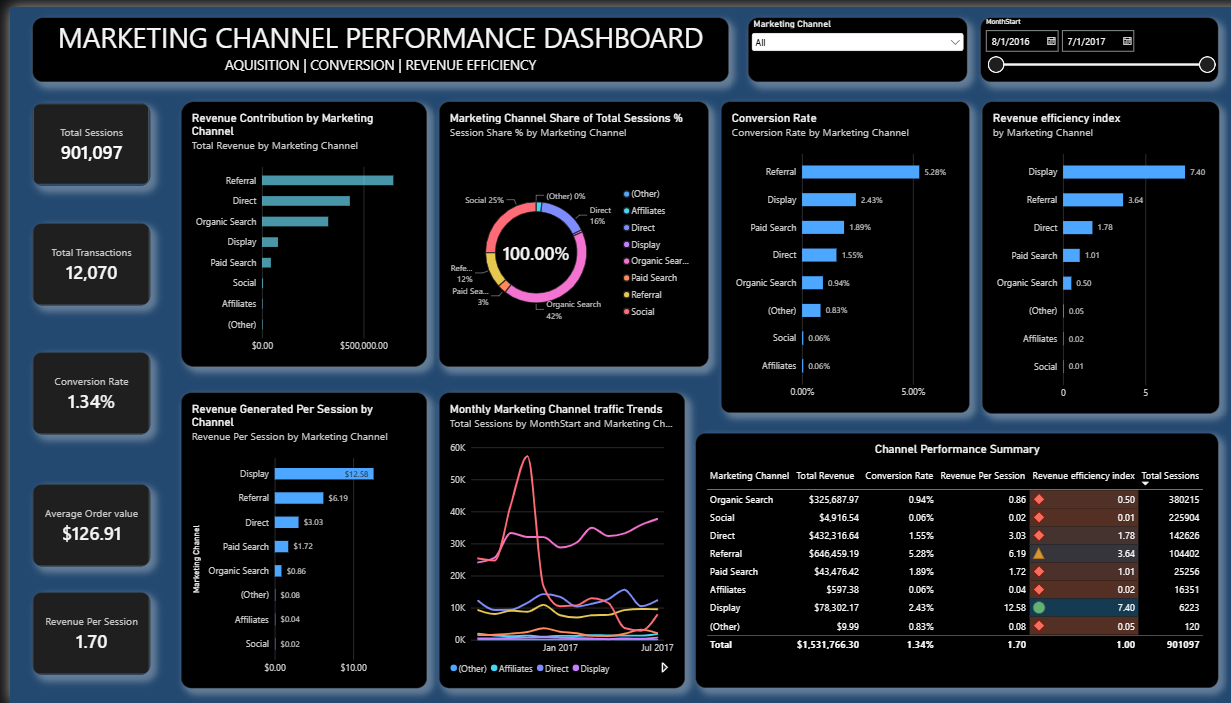 MARKETING CHANNEL PERFORMANCE DASHBOARD
AQUISITION | CONVERSION | REVENUE EFFICIENCY
Marketing Channel
All
MonthStart
8/1/2016 7/1/2017
Total Sessions
901,097
Total Transactions
12,070
Conversion Rate
1.34%
Average Order value
$126.91
Revenue Per Session
1.70
Revenue Contribution by Marketing
Channel
Total Revenue by Marketing Channel
Referral
Direct
Organic Search
Display
Paid Search
Social
Affiliates
(Other)
$0.00 $500,000.00
Marketing Channel Share of Total Sessions %
Session Share % by Marketing Channel
Social 25%
(Other) 0%
Direct
16%
Refe...
12%
Paid Sea...
3%
Organic Search
42%
100.00%
(Other)
Affiliates
Direct
Display
Organic Sear...
Paid Search
Referral
Social
Conversion Rate
Conversion Rate by Marketing Channel
Referral 5.28%
Display 2.43%
Paid Search 1.89%
Direct 1.55%
Organic Search 0.94%
(Other) 0.83%
Social 0.06%
Affiliates 0.06%
0.00% 5.00%
Revenue efficiency index
by Marketing Channel
Display 7.40
Referral 3.64
Direct 1.78
Paid Search 1.01
Organic Search 0.50
(Other) 0.05
Affiliates 0.02
Social 0.01
0 5
Revenue Generated Per Session by
Channel
Revenue Per Session by Marketing Channel
Marketing Channel
Display $12.58
Referral $6.19
Direct $3.03
Paid Search $1.72
Organic Search $0.86
(Other) $0.08
Affiliates $0.04
Social $0.02
$0.00 $10.00
Monthly Marketing Channel traffic Trends
Total Sessions by MonthStart and Marketing Ch...
60K
50K
40K
30K
20K
10K
0K
Jan 2017 Jul 2017
(Other) Affiliates Direct Display
Channel Performance Summary
Marketing Channel Total Revenue Conversion Rate Revenue Per Session Revenue efficiency index Total Sessions
Organic Search $325,687.97 0.94% 0.86 0.50 380215
Social $4,916.54 0.06% 0.02 0.01 225904
Direct $432,316.64 1.55% 3.03 1.78 142626
Referral $646,459.19 5.28% 6.19 3.64 104402
Paid Search $43,476.42 1.89% 1.72 1.01 25256
Affiliates $597.38 0.06% 0.04 0.02 16351
Display $78,302.17 2.43% 12.58 7.40 6223
(Other) $9.99 0.83% 0.08 0.05 120
Total $1,531,766.30 1.34% 1.70 1.00 901097